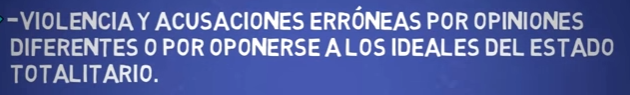 -VIOLENCIA Y ACUSACIONES ERRÓNEAS POR OPINIONES
DIFERENTES O POR OPONERSE A LOS IDEALES DEL ESTADO
TOTALITARIO.